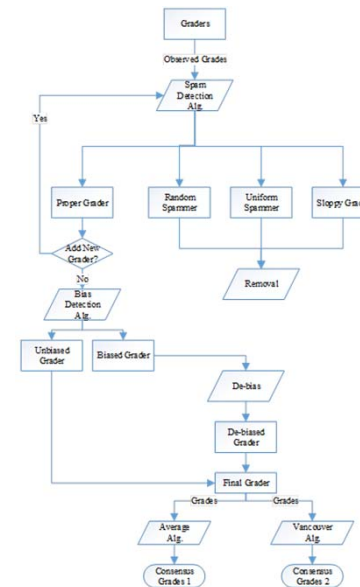 Graders
Observed Grades
Spam
Detection
Alg.
Yes
Proper Grader
Random
Spammer
Uniform
Spammer
Sloppy Grad
Add New
Grader?
No
Removal
Bias
Detection
Alg.
Unbiased
Grader
Biased Grader
De-bias
De-biased
Grader
Final Grader
Grades
Grades
Average
Alg.
Vancouver
Alg.
Consensus
Grades 1
Consensus
Grades 2